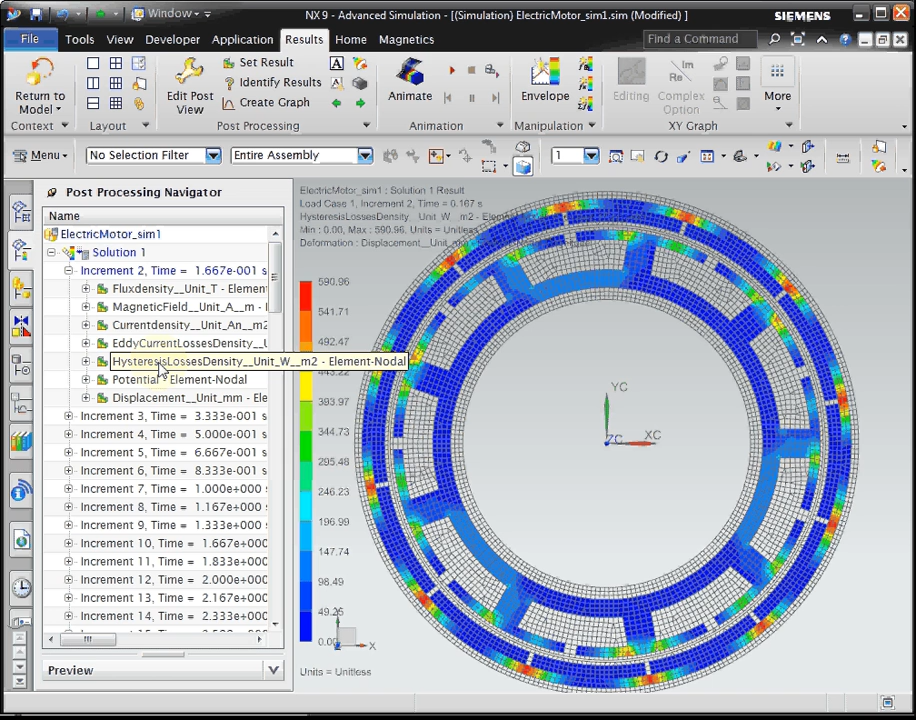 Window
NX 9 - Advanced Simulation - [(Simulation) ElectricMotor_sim1.sim (Modified) ]
SIEMENS
File Tools View Developer Application Results Home Magnetics
Find a Command
Return to Model
Context
Layout
Edit Post View
Set Result
Identify Results
Create Graph
A
A
Post Processing
Animate
Animation
Envelope
Manipulation
Editing
Re
Im
Complex Option
XY Graph
More
Menu
No Selection Filter
Entire Assembly
1
Post Processing Navigator
Name
ElectricMotor_sim1
Solution 1
Increment 2, Time = 1.667e-001 s
Fluxdensity__Unit_T - Element
MagneticField__Unit_A__m -
Currentdensity__Unit_An__m2
EddyCurrentLossesDensity__U
HysteresisLossesDensity__Unit_W__m2 - Element-Nodal
Potential - Element-Nodal
Displacement__Unit_mm - Ele
Increment 3, Time = 3.333e-001 s
Increment 4, Time = 5.000e-001 s
Increment 5, Time = 6.667e-001 s
Increment 6, Time = 8.333e-001 s
Increment 7, Time = 1.000e+000 s
Increment 8, Time = 1.167e+000 s
Increment 9, Time = 1.333e+000 s
Increment 10, Time = 1.667e+000
Increment 11, Time = 1.833e+000
Increment 12, Time = 2.000e+000
Increment 13, Time = 2.167e+000
Increment 14, Time = 2.333e+000
Preview
ElectricMotor_sim1 : Solution 1 Result
Load Case 1, Increment 2, Time = 0.167 s
HysteresisLossesDensity__Unit_W__m2 -
Min : 0.00, Max : 590.96, Units = Unitless
Deformation : Displacement__Unit_mm
590.96
541.71
443.22
383.97
344.73
295.48
246.23
196.99
147.74
98.49
49.25
0.00
Units = Unitless
YC
XC
ZC
X